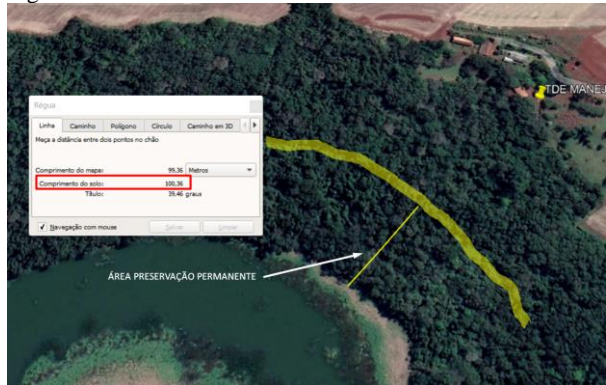 TDE MANEJ
Régua
Linha Caminho Polígono Círculo Caminho em 3D
Meça a distância entre dois pontos no chão
Comprimento do mapa: 99,36 Metros
Comprimento do solo: 100,36
Título: 39,46 graus
Navegação com mouse Salvar Limpar
ÁREA PRESERVAÇÃO PERMANENTE